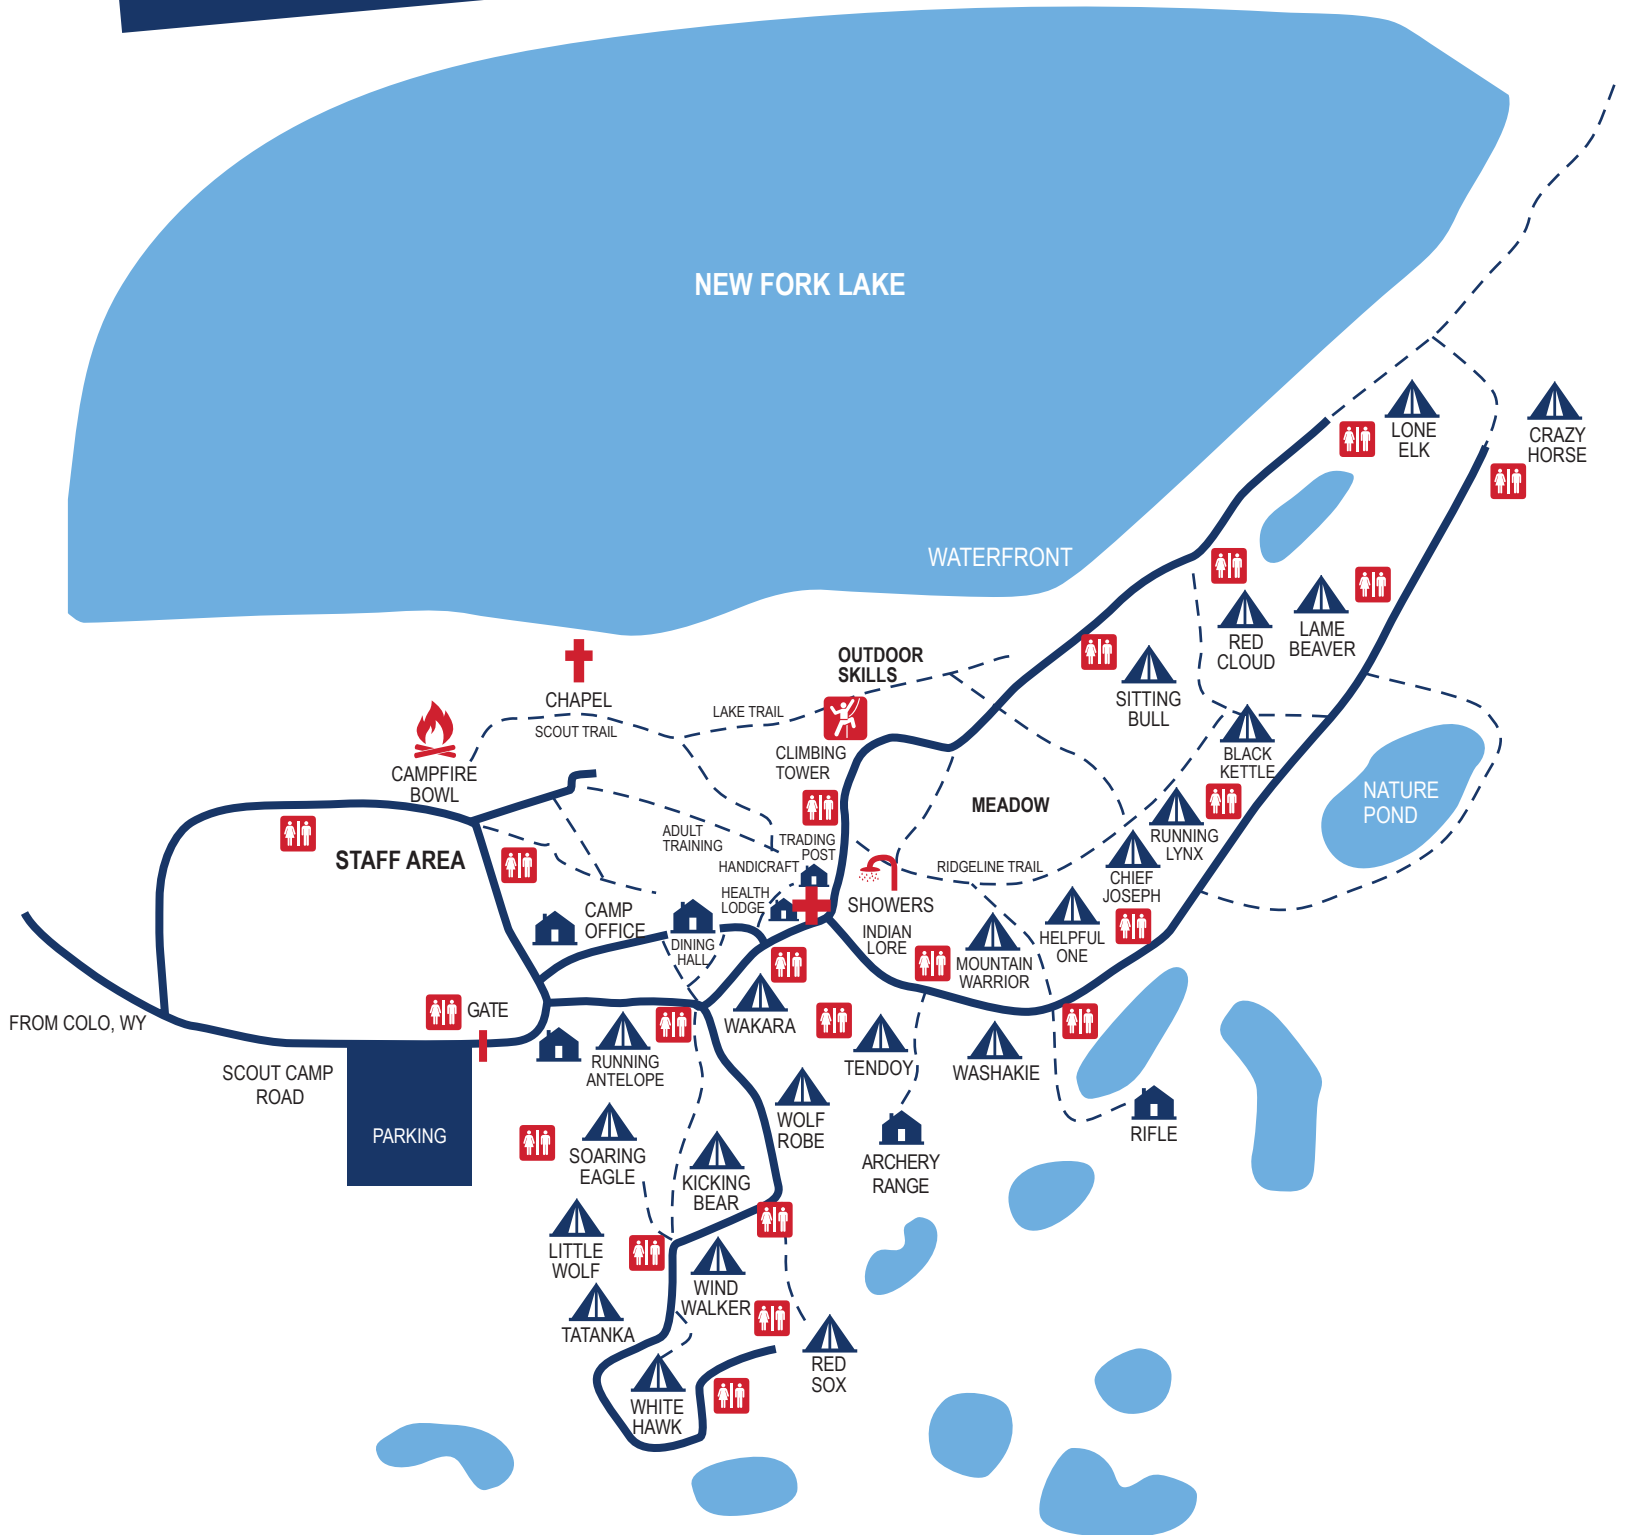 NEW FORK LAKE
WATERFRONT
LONE
ELK
CRAZY
HORSE
RED
CLOUD
LAME
BEAVER
SITTING
BULL
OUTDOOR
SKILLS
CHAPEL
SCOUT TRAIL
LAKE TRAIL
CLIMBING
TOWER
CAMPFIRE
BOWL
BLACK
KETTLE
NATURE
POND
MEADOW
STAFF AREA
ADULT
TRAINING
TRADING
POST
HANDICRAFT
RUNNING
LYNX
RIDGELINE TRAIL
CHIEF
JOSEPH
HEALTH
LODGE
SHOWERS
CAMP
OFFICE
DINING
HALL
INDIAN
LORE
HELPFUL
ONE
MOUNTAIN
WARRIOR
GATE
FROM COLO, WY
WAKARA
SCOUT CAMP
ROAD
RUNNING
ANTELOPE
TENDOY
WASHAKIE
PARKING
WOLF
ROBE
RIFLE
SOARING
EAGLE
KICKING
BEAR
ARCHERY
RANGE
LITTLE
WOLF
WIND
WALKER
TATANKA
RED
SOX
WHITE
HAWK